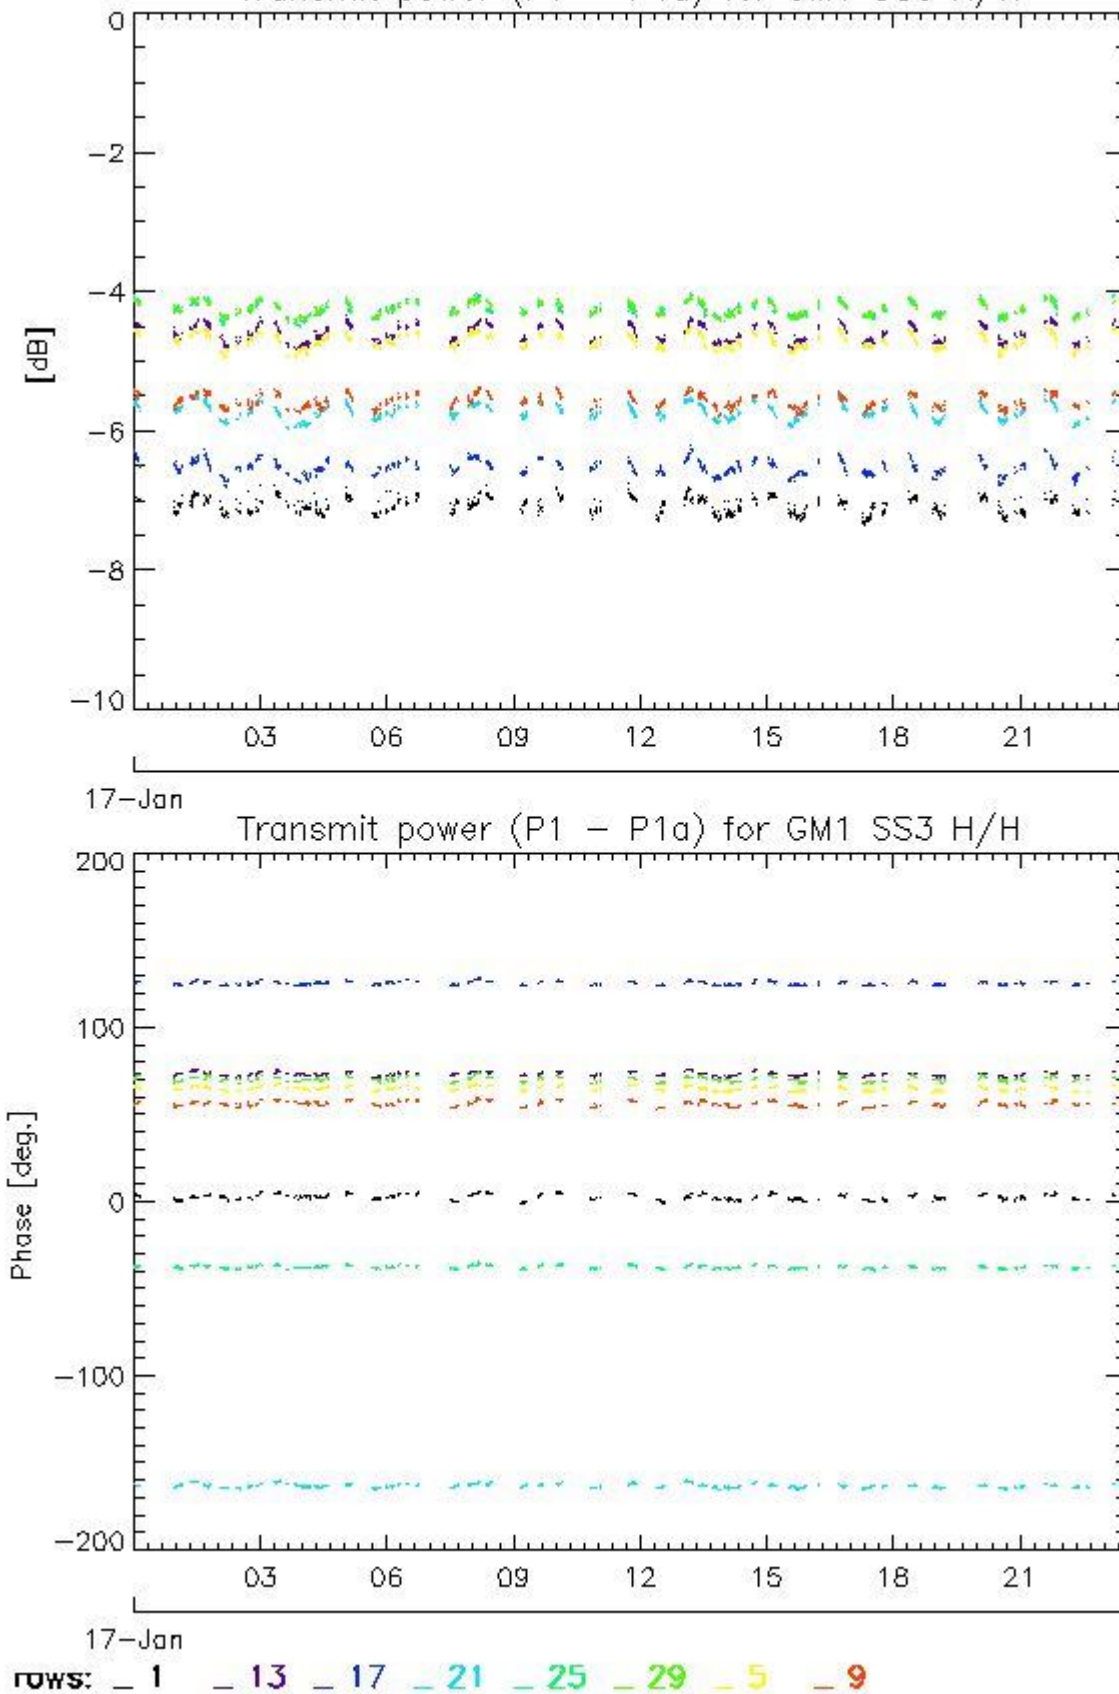 0
-2
-4
-6
-8
-10
[dB]
03 06 09 12 15 18 21
17-Jan
Transmit power (P1 - P1a) for GM1 SS3 H/H
200
100
0
-100
-200
Phase [deg.]
03 06 09 12 15 18 21
17-Jan
rows: _ 1 _ 13 _ 17 _ 21 _ 25 _ 29 _ 5 _ 9